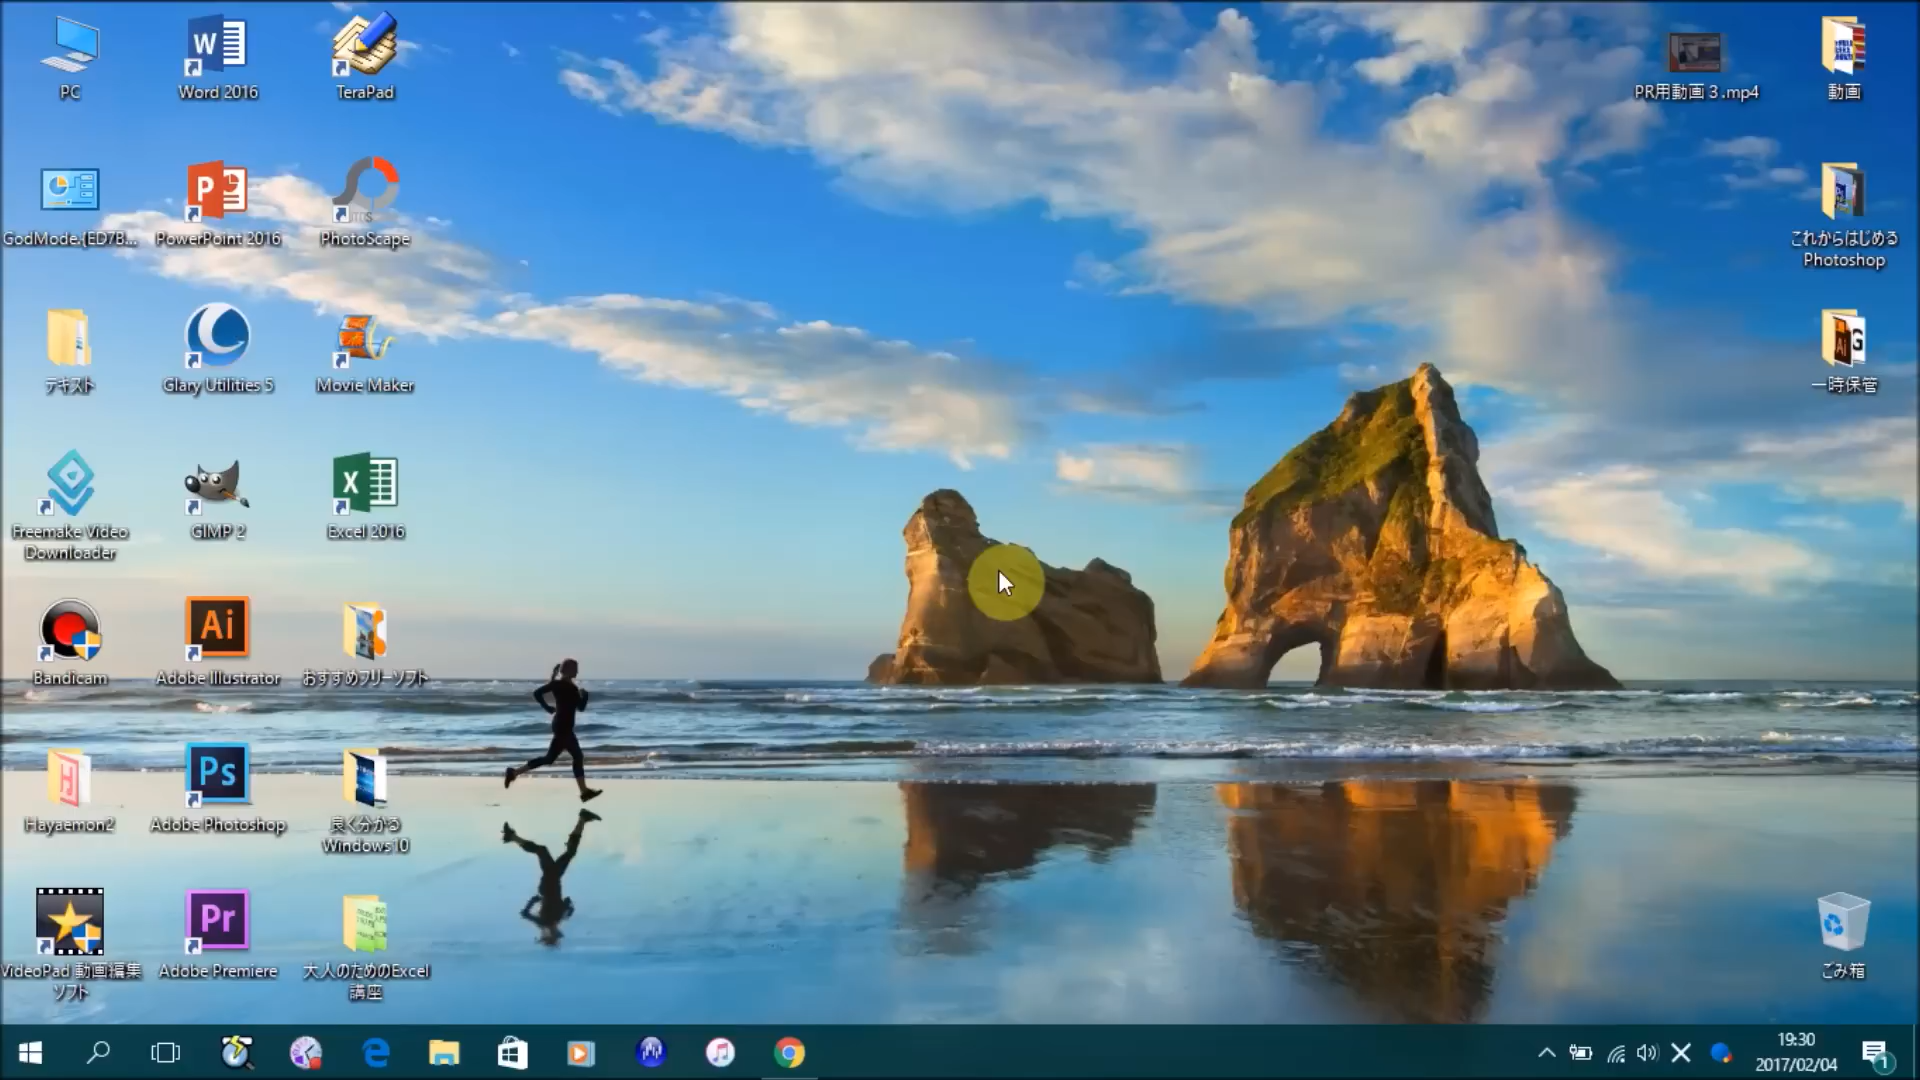 PC
Word 2016
TeraPad
PR用動画３.mp4
動画
GodMode.{ED7B...
PowerPoint 2016
PhotoScape
これからはじめる
Photoshop
テキスト
Glary Utilities 5
Movie Maker
一時保管
Freemake Video
Downloader
GIMP 2
Excel 2016
Bandicam
Adobe Illustrator
おすすめフリーソフト
Hayaemon2
Adobe Photoshop
良く分かる
Windows10
VideoPad 動画編集
ソフト
Adobe Premiere
大人のためのExcel
講座
ごみ箱
19:30
2017/02/04
1